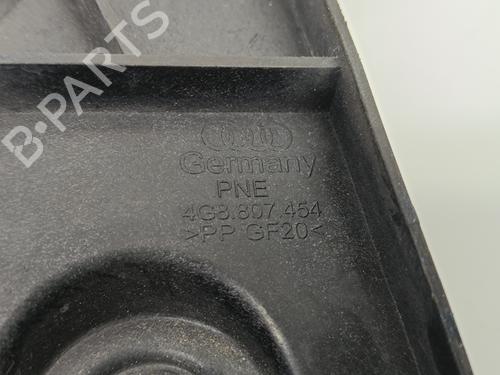 B-PARTS
Germany
PNE
4G8.807.454
>PP GF20<